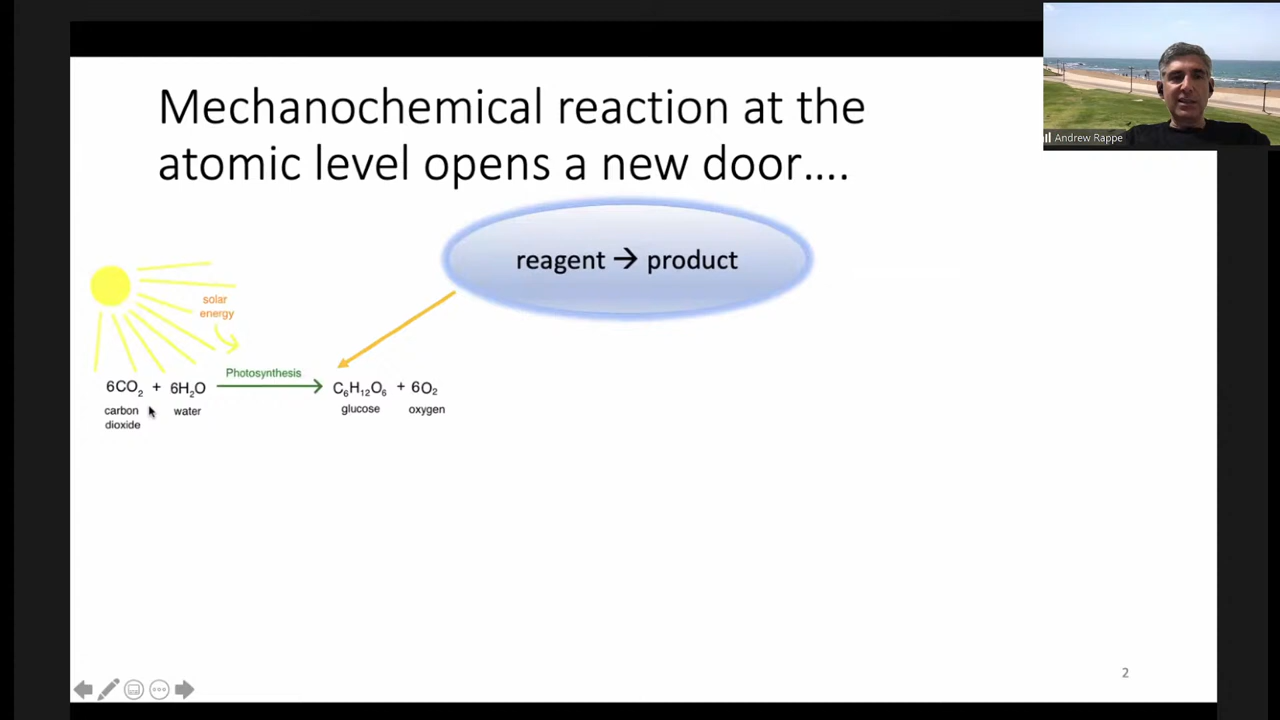 Mechanochemical reaction at the
atomic level opens a new door....
Andrew Rappe
reagent → product
solar
energy
Photosynthesis
6CO₂ + 6H₂O
C₆H₁₂O₆ + 6O₂
carbon
dioxide
water
glucose
oxygen
2